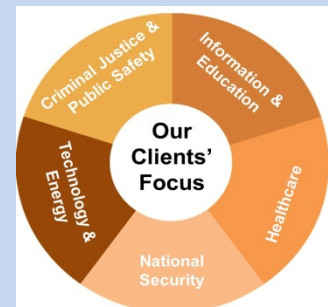 Our
Clients'
Focus
Criminal Justice &
Public Safety
Information &
Education
Healthcare
National
Security
Technology &
Energy